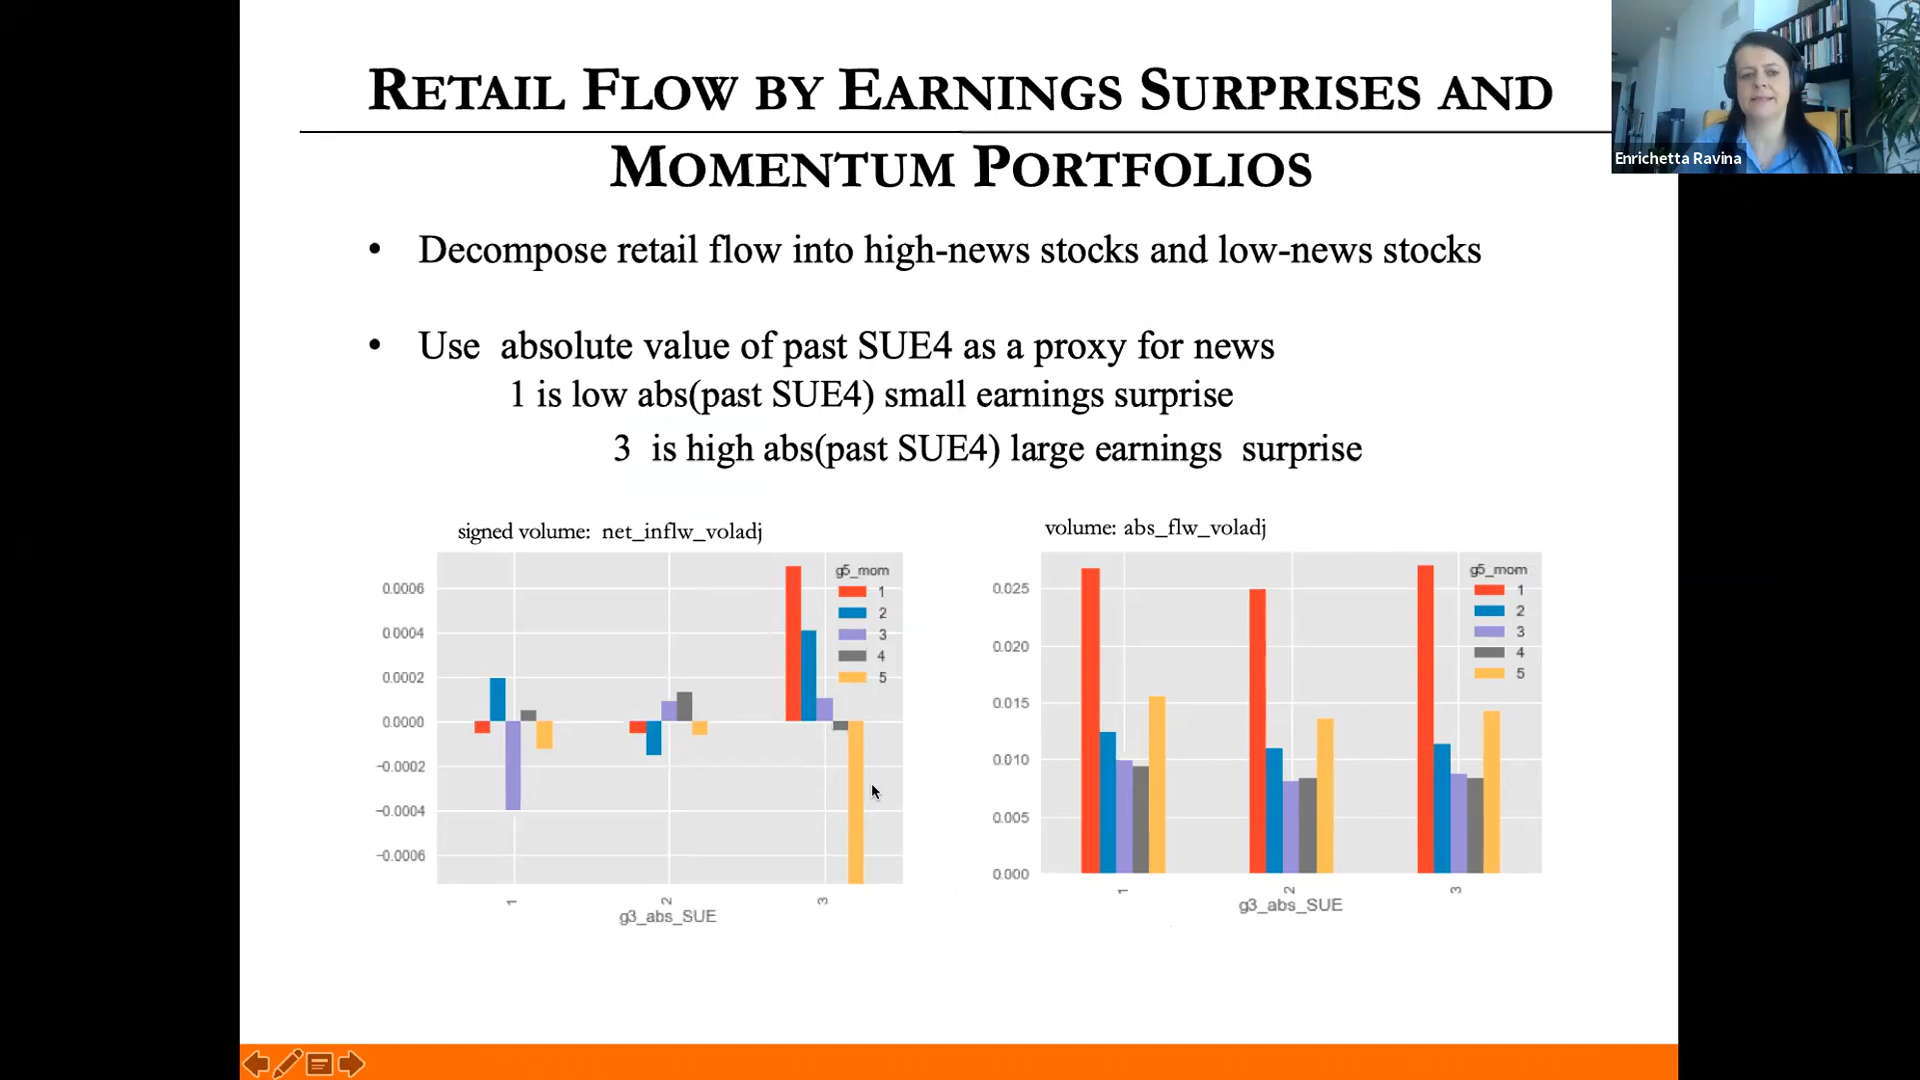 RETAIL FLOW BY EARNINGS SURPRISES AND
MOMENTUM PORTFOLIOS
Enrichetta Ravina
• Decompose retail flow into high-news stocks and low-news stocks
• Use absolute value of past SUE4 as a proxy for news
1 is low abs(past SUE4) small earnings surprise
3 is high abs(past SUE4) large earnings surprise
signed volume: net_inflw_voladj
g5_mom
1
2
3
4
5
0.0006
0.0004
0.0002
0.0000
−0.0002
−0.0004
−0.0006
1
2
3
g3_abs_SUE
volume: abs_flw_voladj
g5_mom
1
2
3
4
5
0.025
0.020
0.015
0.010
0.005
0.000
1
2
3
g3_abs_SUE